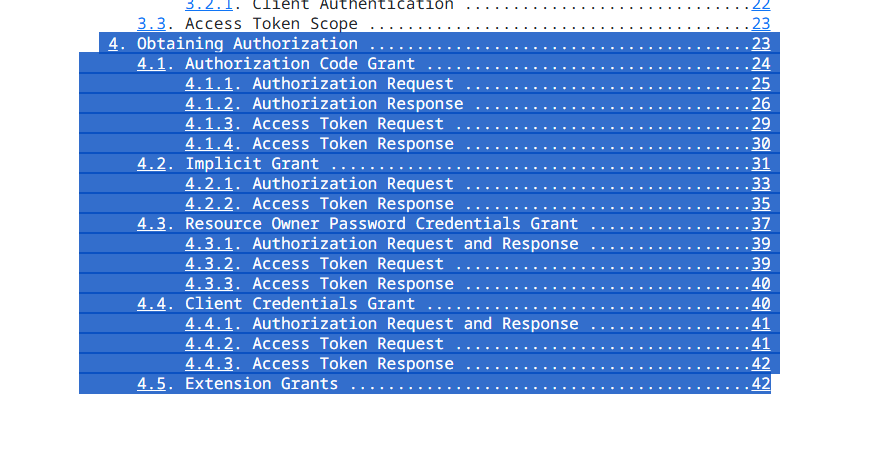 3.2.1. Client Authentication ..............................22
3.3. Access Token Scope ........................................23
4. Obtaining Authorization ........................................23
4.1. Authorization Code Grant ..................................24
4.1.1. Authorization Request ...............................25
4.1.2. Authorization Response .............................26
4.1.3. Access Token Request ...............................29
4.1.4. Access Token Response ..............................30
4.2. Implicit Grant ............................................31
4.2.1. Authorization Request ..............................33
4.2.2. Access Token Response ..............................35
4.3. Resource Owner Password Credentials Grant .................37
4.3.1. Authorization Request and Response .................39
4.3.2. Access Token Request ...............................39
4.3.3. Access Token Response ..............................40
4.4. Client Credentials Grant ..................................40
4.4.1. Authorization Request and Response .................41
4.4.2. Access Token Request ...............................41
4.4.3. Access Token Response ..............................42
4.5. Extension Grants ..........................................42